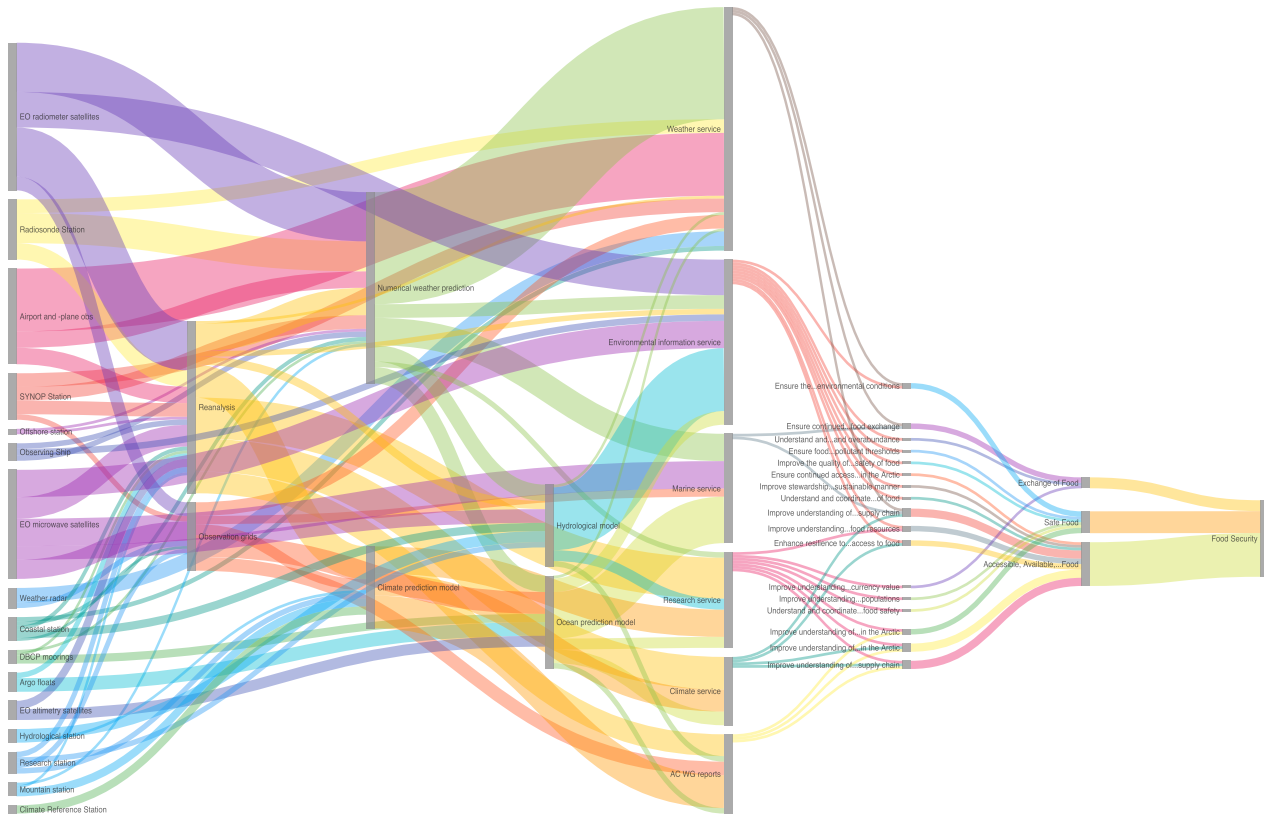 EO radiometer satellites
Radiosonde Station
Airport and -plane obs
SYNOP Station
Offshore station
Observing Ship
EO microwave satellites
Weather radar
Coastal station
DBCP moorings
Argo floats
EO altimetry satellites
Hydrological station
Research station
Mountain station
Climate Reference Station
Reanalysis
Observation grids
Numerical weather prediction
Climate prediction model
Hydrological model
Ocean prediction model
Weather service
Environmental information service
Marine service
Research service
Climate service
AC WG reports
Ensure the...environmental conditions
Ensure continued...food exchange
Understand and...and overabundance
Ensure food...pollutant thresholds
Improve the quality of...safety of food
Ensure continued access...in the Arctic
Improve stewardship...sustainable manner
Understand and coordinate...of food
Improve understanding of...supply chain
Improve understanding...food resources
Enhance resilience to...access to food
Improve understanding...currency value
Improve understanding...populations
Understand and coordinate...food safety
Improve understanding of...in the Arctic
Improve understanding of...in the Arctic
Improve understanding of...supply chain
Exchange of Food
Safe Food
Accessible, Available,...Food
Food Security